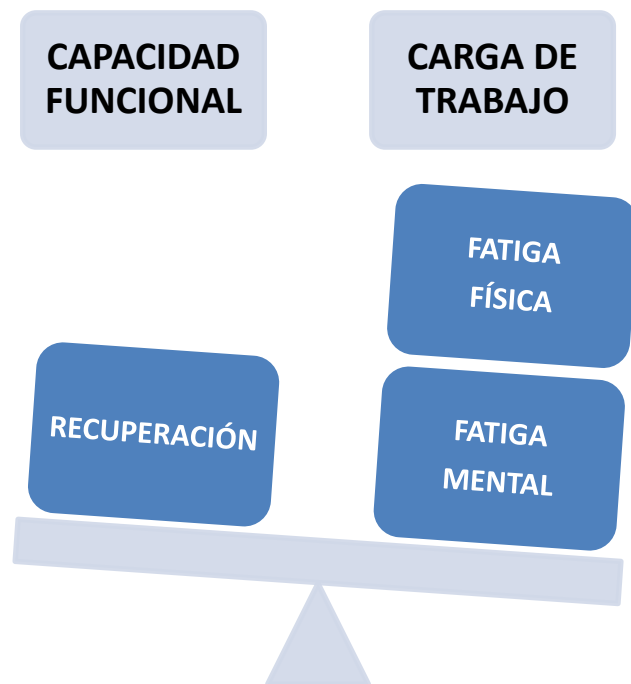 CAPACIDAD
FUNCIONAL
CARGA DE
TRABAJO
FATIGA
FÍSICA
RECUPERACIÓN
FATIGA
MENTAL